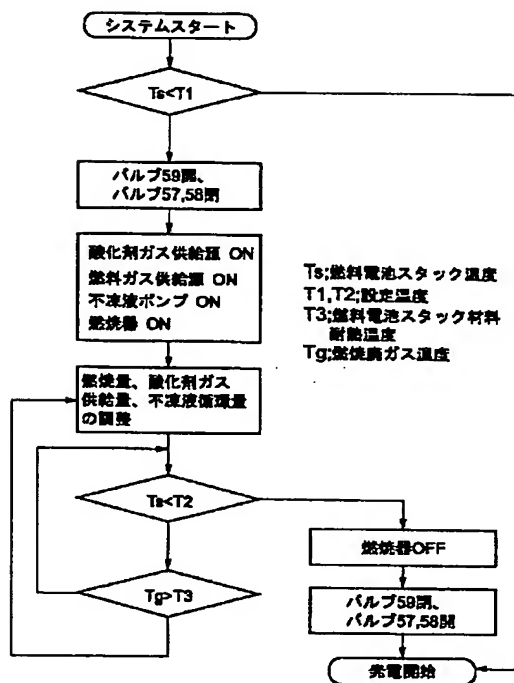 システムスタート
Ts<T1
バルブ59開、
バルブ57,58閉
酸化剤ガス供給源 ON
燃料ガス供給源 ON
不凍液ポンプ ON
燃焼器 ON
Ts;燃料電池スタック温度
T1,T2;設定温度
T3;燃料電池スタック材料
耐熱温度
Tg;燃焼廃ガス温度
燃焼量、酸化剤ガス
供給量、不凍液循環量
の調整
Ts<T2
燃焼器OFF
Tg>T3
バルブ59閉、
バルブ57,58開
発電開始